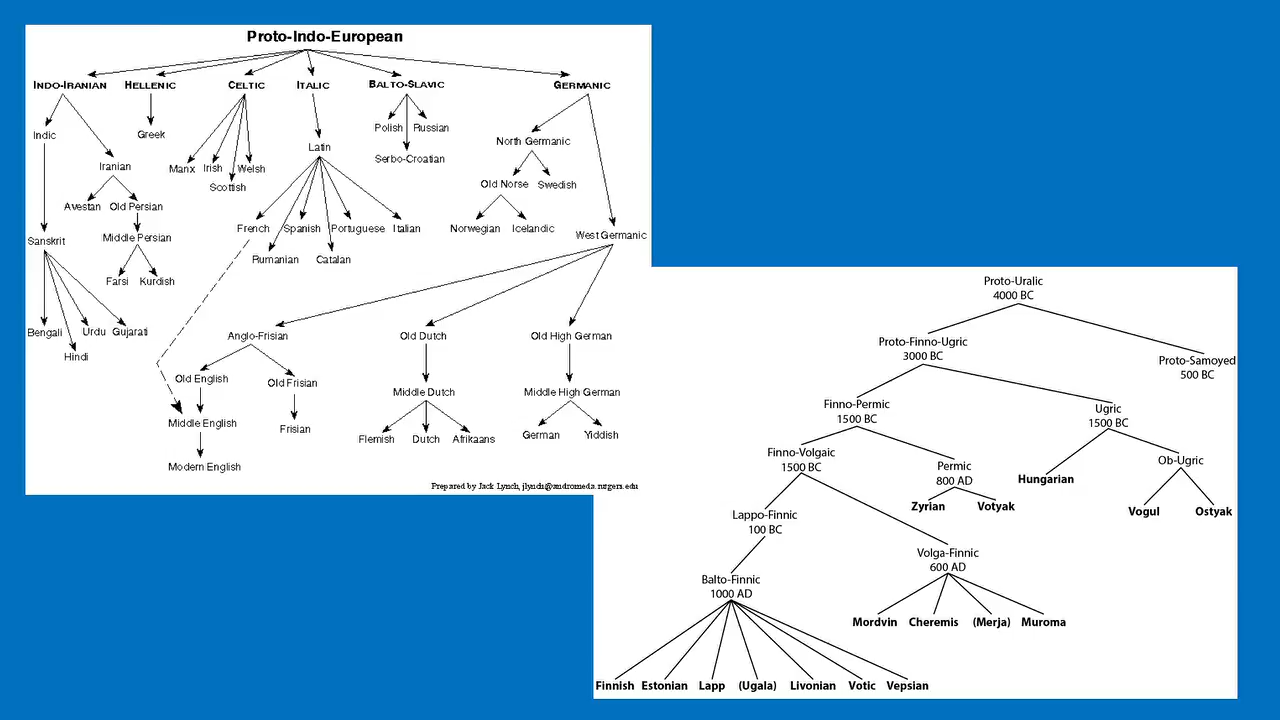 Proto-Indo-European
INDO-IRANIAN HELLENIC CELTIC ITALIC BALTO-SLAVIC GERMANIC
Indic Greek Polish Russian
North Germanic
Latin
Serbo-Croatian
Iranian Manx Irish Welsh
Scottish
Old Norse Swedish
Avestan Old Persian
French Spanish Portuguese Italian Norwegian Icelandic
West Germanic
Sanskrit Middle Persian
Rumanian Catalan
Farsi Kurdish
Bengali Urdu Gujarati
Hindi
Anglo-Frisian Old Dutch Old High German
Old English Old Frisian
Middle Dutch Middle High German
Middle English Frisian
Flemish Dutch Afrikaans German Yiddish
Modern English
Prepared by Jack Lynch, jlynch@andromeda.rutgers.edu
Proto-Uralic
4000 BC
Proto-Finno-Ugric
3000 BC
Proto-Samoyed
500 BC
Finno-Permic
1500 BC
Ugric
1500 BC
Finno-Volgaic
1500 BC
Permic
800 AD
Ob-Ugric
Hungarian
Zyrian Votyak Vogul Ostyak
Lappo-Finnic
100 BC
Volga-Finnic
600 AD
Balto-Finnic
1000 AD
Mordvin Cheremis (Merja) Muroma
Finnish Estonian Lapp (Ugala) Livonian Votic Vepsian